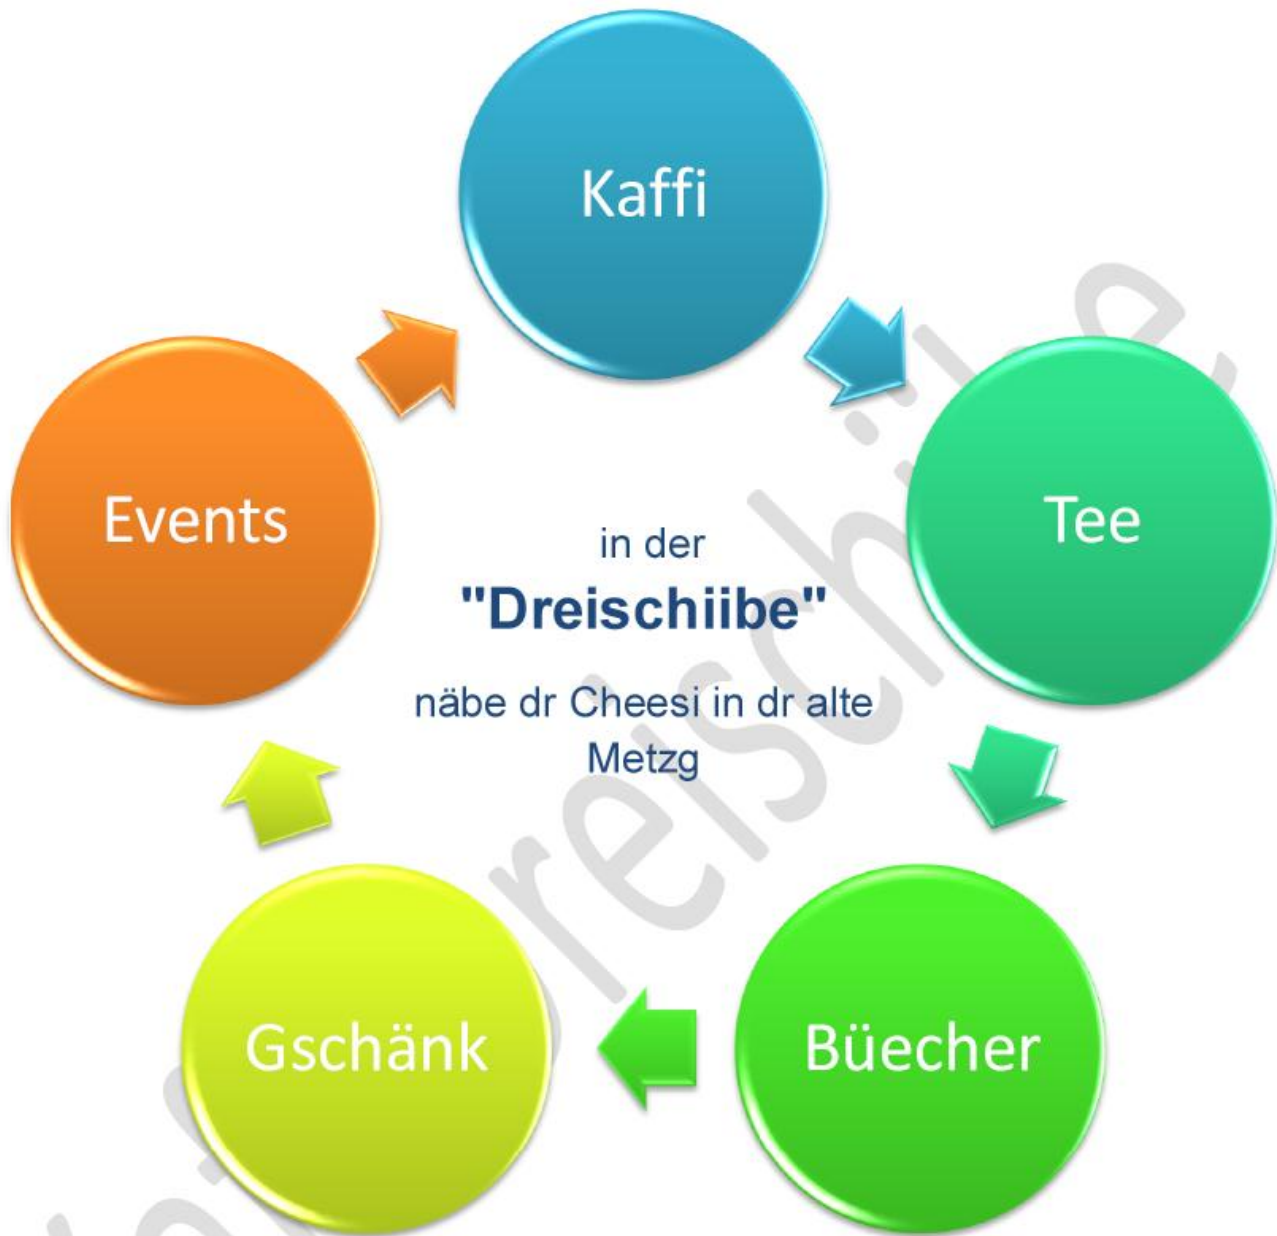 Kaffi
Events
Tee
in der
"Dreischiibe"
näbe dr Cheesi in dr alte
Metzg
Gschänk
Büecher